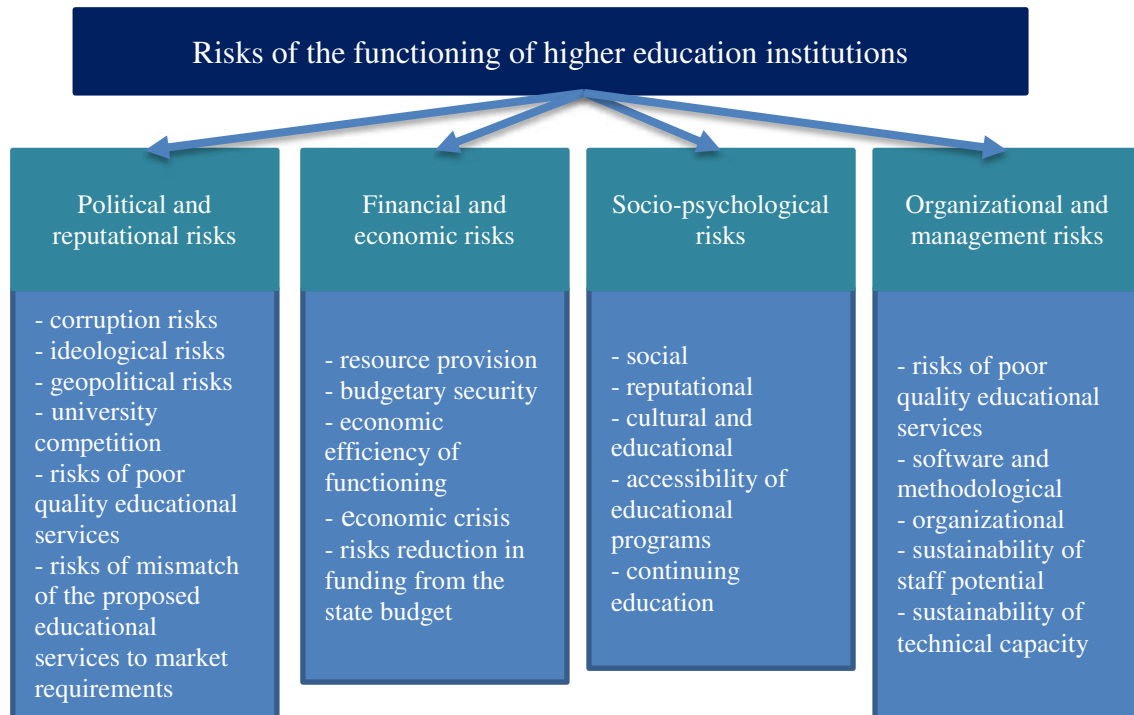 Risks of the functioning of higher education institutions
Political and
reputational risks
- corruption risks
- ideological risks
- geopolitical risks
- university
competition
- risks of poor
quality educational
services
- risks of mismatch
of the proposed
educational
services to market
requirements
Financial and
economic risks
- resource provision
- budgetary security
- economic
efficiency of
functioning
- economic crisis
- risks reduction in
funding from the
state budget
Socio-psychological
risks
- social
- reputational
- cultural and
educational
- accessibility of
educational
programs
- continuing
education
Organizational and
management risks
- risks of poor
quality educational
services
- software and
methodological
- organizational
- sustainability of
staff potential
- sustainability of
technical capacity